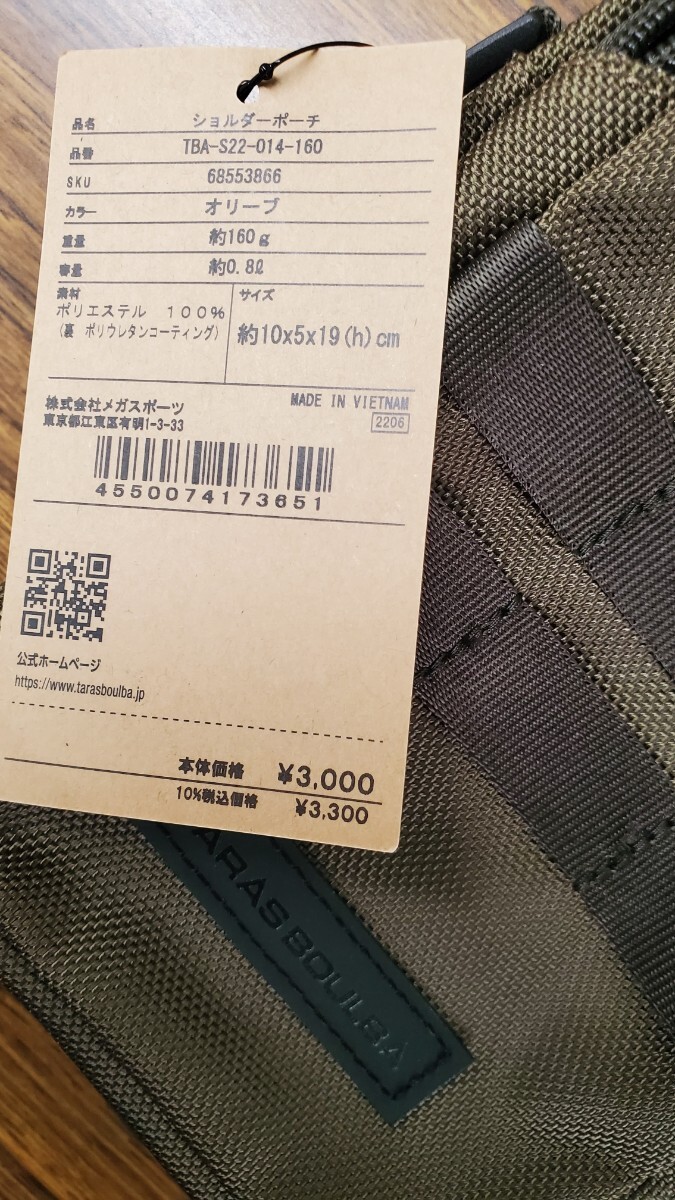 品名 ショルダーポーチ
品番 TBA-S22-014-160
SKU 68553866
カラー オリーブ
重量 約160g
容量 約0.8ℓ
素材
ポリエステル 100%
(裏 ポリウレタンコーティング)
サイズ
約10x5x19(h)cm
株式会社メガスポーツ
東京都江東区有明1-3-33
MADE IN VIETNAM
2206
4550074173651
公式ホームページ
https://www.tarasboulba.jp
本体価格 ¥3,000
10%税込価格 ¥3,300
TARAS BOULBA